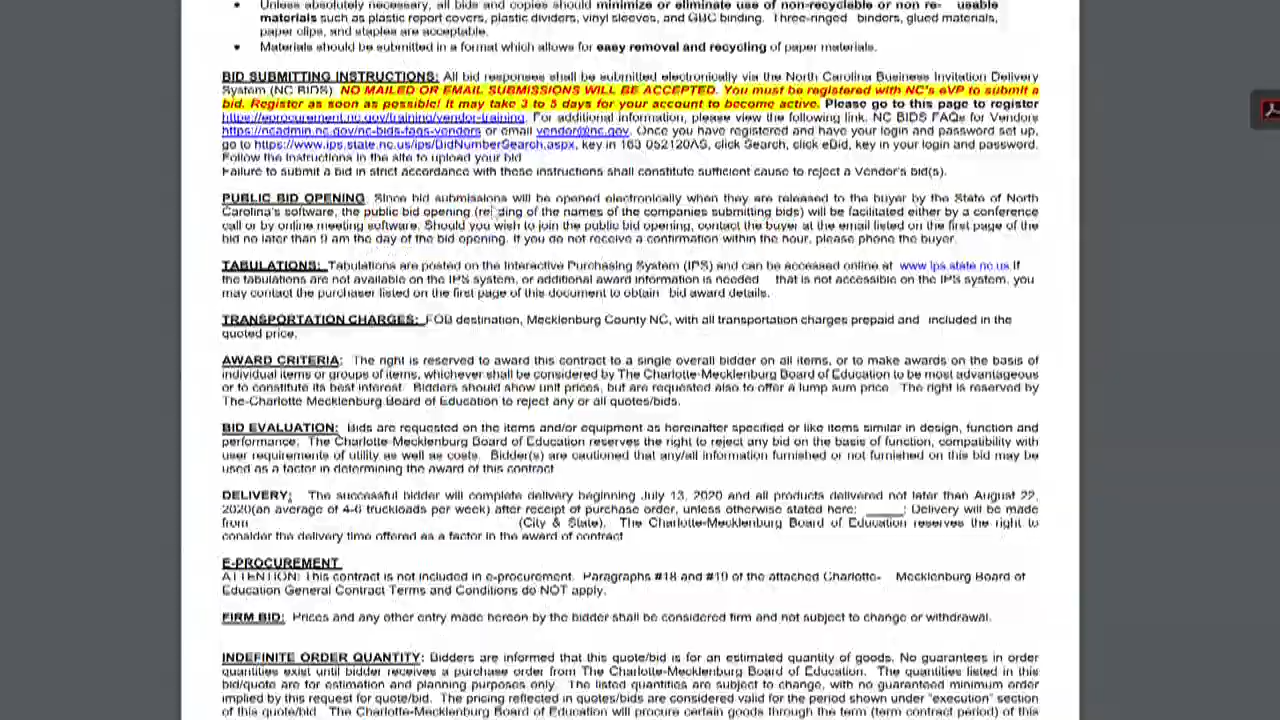 • Unless absolutely necessary, all bids and copies should minimize or eliminate use of non-recyclable or non re- usable
materials such as plastic report covers, plastic dividers, vinyl sleeves, and GBC binding. Three-ringed binders, glued materials,
paper clips, and staples are acceptable.
• Materials should be submitted in a format which allows for easy removal and recycling of paper materials.
BID SUBMITTING INSTRUCTIONS: All bid responses shall be submitted electronically via the North Carolina Business Invitation Delivery
System (NC BIDS) NO MAILED OR EMAIL SUBMISSIONS WILL BE ACCEPTED. You must be registered with NC's eVP to submit a
bid. Register as soon as possible! It may take 3 to 5 days for your account to become active. Please go to this page to register
https://eprocurement.nc.gov/training/vendor-training. For additional information, please view the following link. NC BIDS FAQs for Vendors
https://ncadmin.nc.gov/nc-bids-faqs-vendors or email vendor@nc.gov. Once you have registered and have your login and password set up,
go to https://www.ips.state.nc.us/ips/BidNumberSearch.aspx, key in 163 052120AS, click Search, click eBid, key in your login and password.
Follow the Instructions in the site to upload your bid
Failure to submit a bid in strict accordance with these instructions shall constitute sufficient cause to reject a Vendor's bid(s).
PUBLIC BID OPENING Since bid submissions will be opened electronically when they are released to the buyer by the State of North
Carolina's software, the public bid opening (reading of the names of the companies submitting bids) will be facilitated either by a conference
call or by online meeting software. Should you wish to join the public bid opening, contact the buyer at the email listed on the first page of the
bid no later than 9 am the day of the bid opening. If you do not receive a confirmation within the hour, please phone the buyer.
TABULATIONS: Tabulations are posted on the Interactive Purchasing System (IPS) and can be accessed online at www.ips.state.nc.us If
the tabulations are not available on the IPS system, or additional award information is needed that is not accessible on the IPS system, you
may contact the purchaser listed on the first page of this document to obtain bid award details.
TRANSPORTATION CHARGES: FOB destination, Mecklenburg County NC, with all transportation charges prepaid and included in the
quoted price.
AWARD CRITERIA: The right is reserved to award this contract to a single overall bidder on all items, or to make awards on the basis of
individual items or groups of items, whichever shall be considered by The Charlotte-Mecklenburg Board of Education to be most advantageous
or to constitute its best interest. Bidders should show unit prices, but are requested also to offer a lump sum price The right is reserved by
The-Charlotte Mecklenburg Board of Education to reject any or all quotes/bids.
BID EVALUATION: Bids are requested on the items and/or equipment as hereinafter specified or like items similar in design, function and
performance. The Charlotte-Mecklenburg Board of Education reserves the right to reject any bid on the basis of function, compatibility with
user requirements of utility as well as costs. Bidder(s) are cautioned that any/all information furnished or not furnished on this bid may be
used as a factor in determining the award of this contract
DELIVERY: The successful bidder will complete delivery beginning July 13, 2020 and all products delivered not later than August 22,
2020(an average of 4-6 truckloads per week) after receipt of purchase order, unless otherwise stated here: _____; Delivery will be made
from (City & State). The Charlotte-Mecklenburg Board of Education reserves the right to
consider the delivery time offered as a factor in the award of contract
E-PROCUREMENT
ATTENTION: This contract is not included in e-procurement. Paragraphs #18 and #19 of the attached Charlotte- Mecklenburg Board of
Education General Contract Terms and Conditions do NOT apply.
FIRM BID: Prices and any other entry made hereon by the bidder shall be considered firm and not subject to change or withdrawal.
INDEFINITE ORDER QUANTITY: Bidders are informed that this quote/bid is for an estimated quantity of goods. No guarantees in order
quantities exist until bidder receives a purchase order from The Charlotte-Mecklenburg Board of Education. The quantities listed in this
bid/quote are for estimation and planning purposes only The listed quantities are subject to change, with no guaranteed minimum order
implied by this request for quote/bid. The pricing reflected in quotes/bids are considered valid for the period shown under "execution" section
of this quote/bid The Charlotte-Mecklenburg Board of Education will procure certain goods through the term (term contract period) of this